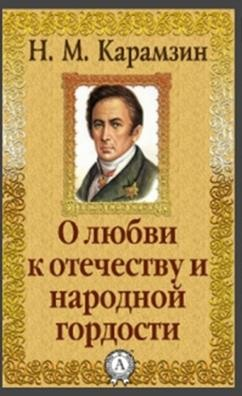 Н. М. Карамзин
О любви
к отечеству и
народной
гордости